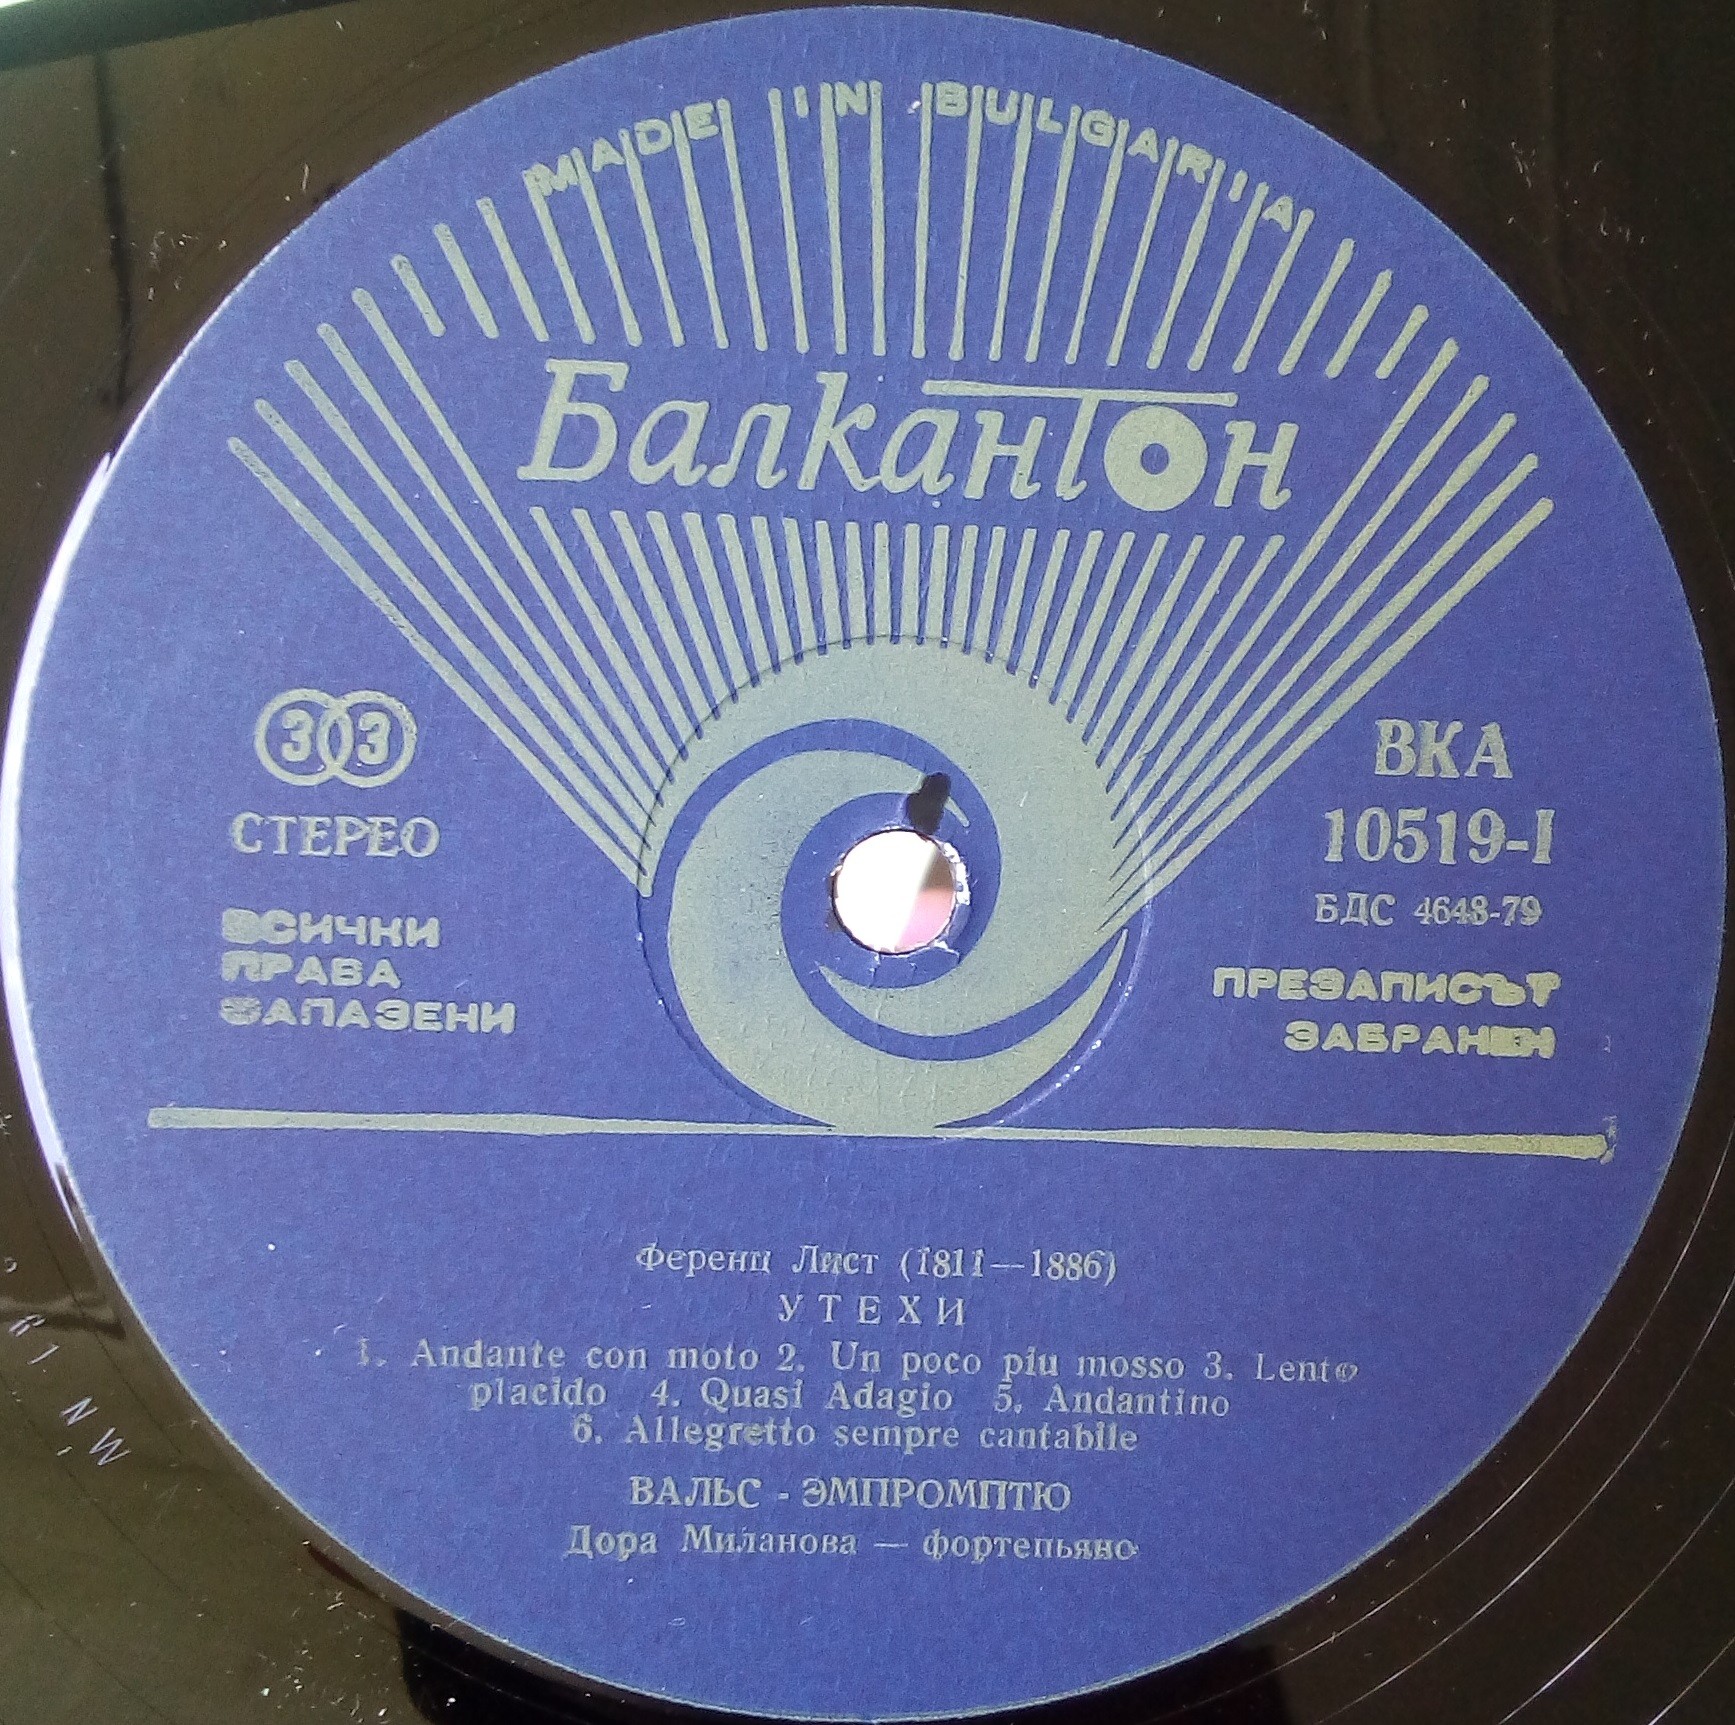 MADE IN BULGARIA
Балкантон
33
СТЕРЕО
ВСИЧКИ
ПРАВА
ЗАПАЗЕНИ
ВКА
10519-I
БДС 4648-79
ПРЕЗАПИСЪТ
ЗАБРАНЕН
Ференц Лист (1811—1886)
УТЕХИ
1. Andante con moto 2. Un poco piu mosso 3. Lento
placido 4. Quasi Adagio 5. Andantino
6. Allegretto sempre cantabile
ВАЛЬС - ЭМПРОМПТЮ
Дора Миланова — фортепьяно